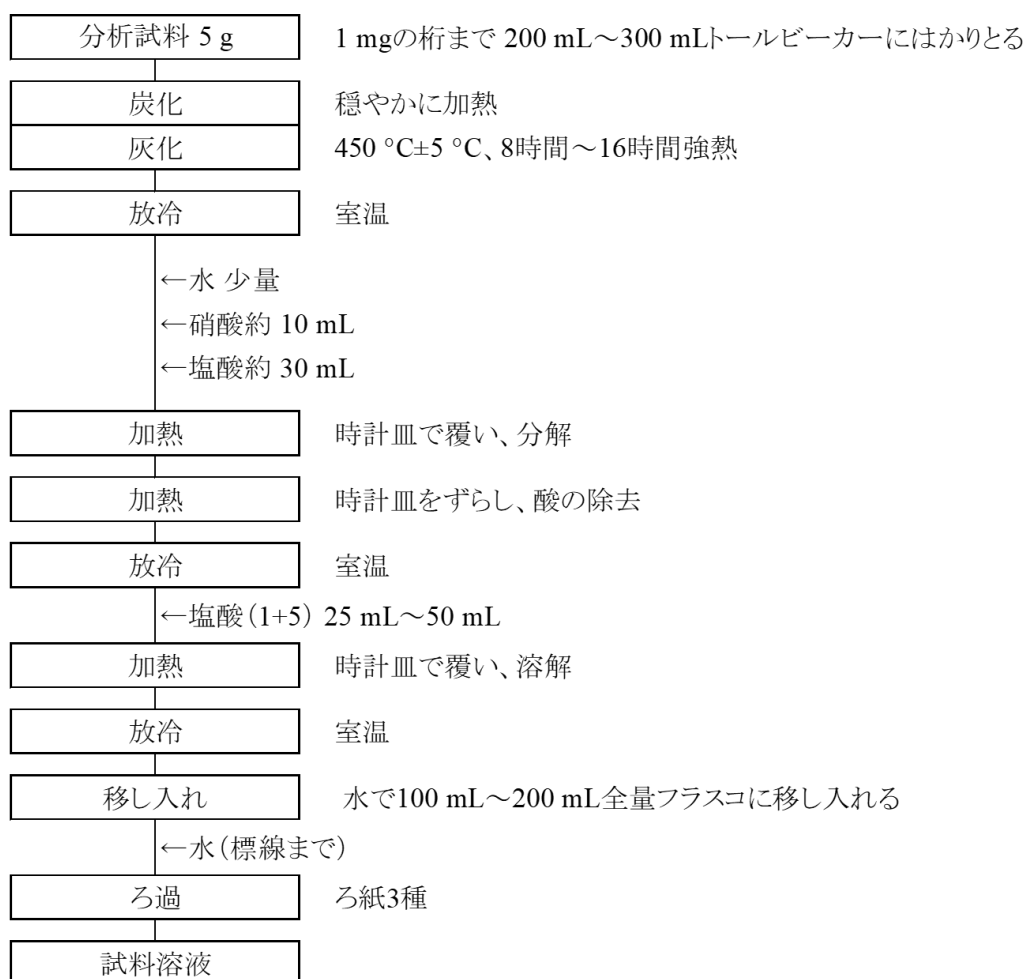 分析試料 5 g 1 mgの桁まで 200 mL～300 mLトールビーカーにはかりとる
炭化 穏やかに加熱
灰化 450 °C±5 °C、8時間～16時間強熱
放冷 室温
←水 少量
←硝酸約 10 mL
←塩酸約 30 mL
加熱 時計皿で覆い、分解
加熱 時計皿をずらし、酸の除去
放冷 室温
←塩酸（1+5） 25 mL～50 mL
加熱 時計皿で覆い、溶解
放冷 室温
移し入れ 水で100 mL～200 mL全量フラスコに移し入れる
←水（標線まで）
ろ過 ろ紙3種
試料溶液